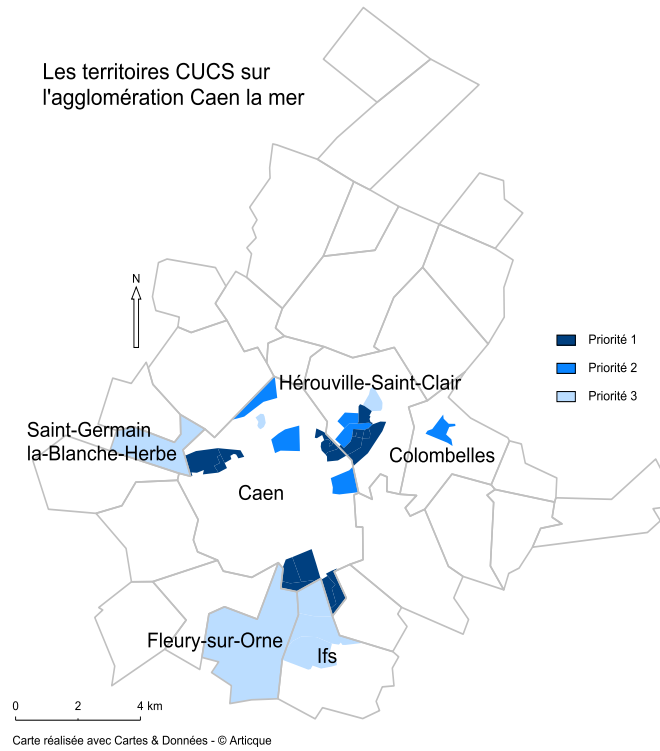 Les territoires CUCS sur
l'agglomération Caen la mer
N
Priorité 1
Priorité 2
Priorité 3
Hérouville-Saint-Clair
Saint-Germain
la-Blanche-Herbe
Colombelles
Caen
Fleury-sur-Orne
Ifs
0 2 4 km
Carte réalisée avec Cartes & Données - © Articque